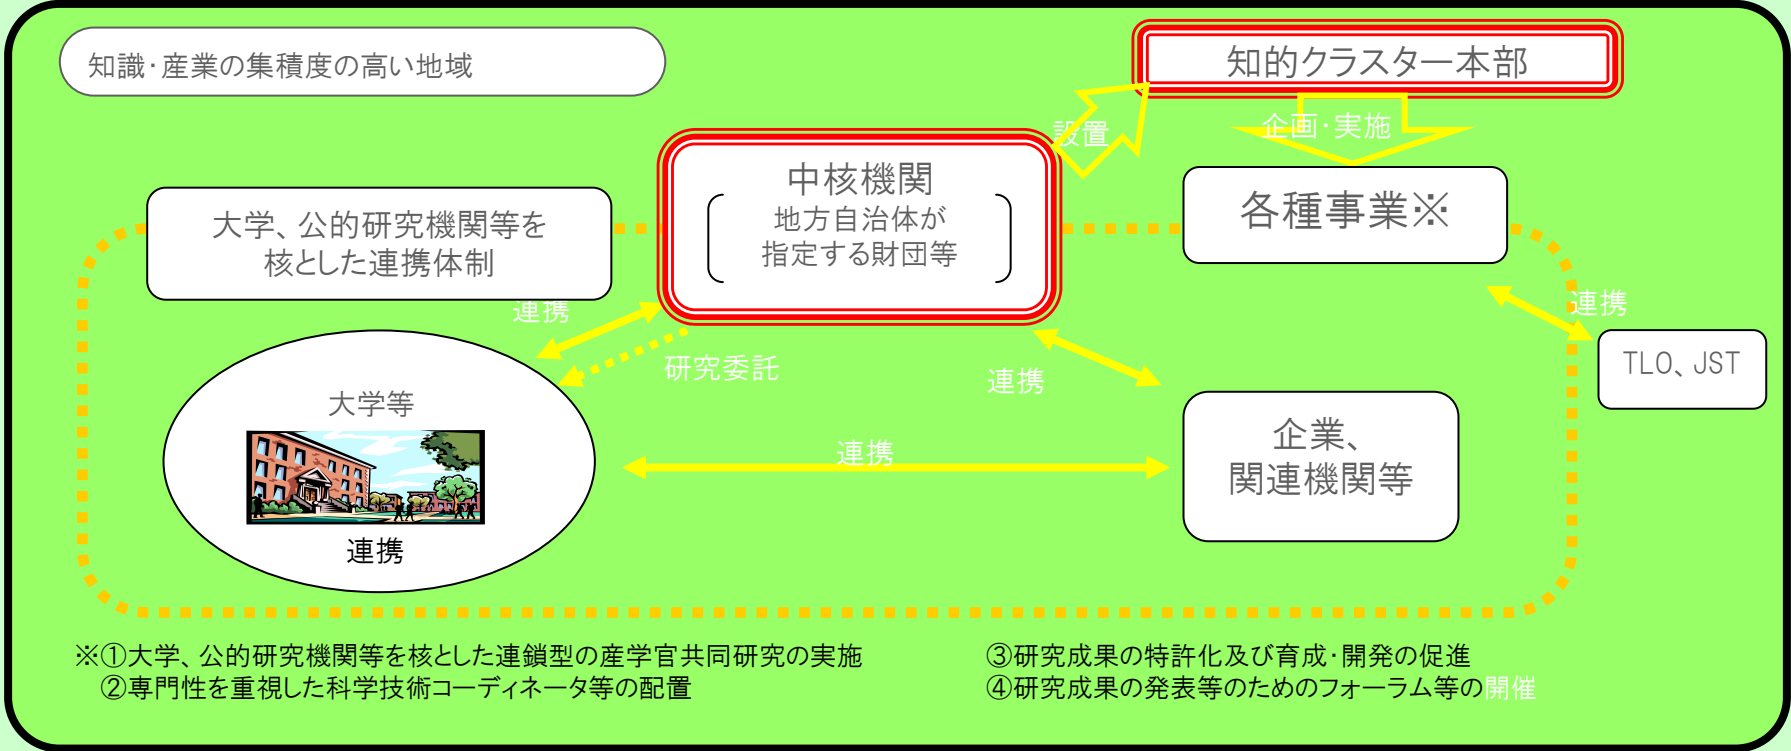 知識・産業の集積度の高い地域
知的クラスター本部
設置
企画・実施
中核機関
地方自治体が
指定する財団等
大学、公的研究機関等を
核とした連携体制
各種事業※
連携
連携
TLO、JST
研究委託
連携
大学等
連携
企業、
関連機関等
連携
※①大学、公的研究機関等を核とした連鎖型の産学官共同研究の実施
②専門性を重視した科学技術コーディネータ等の配置
③研究成果の特許化及び育成・開発の促進
④研究成果の発表等のためのフォーラム等の開催